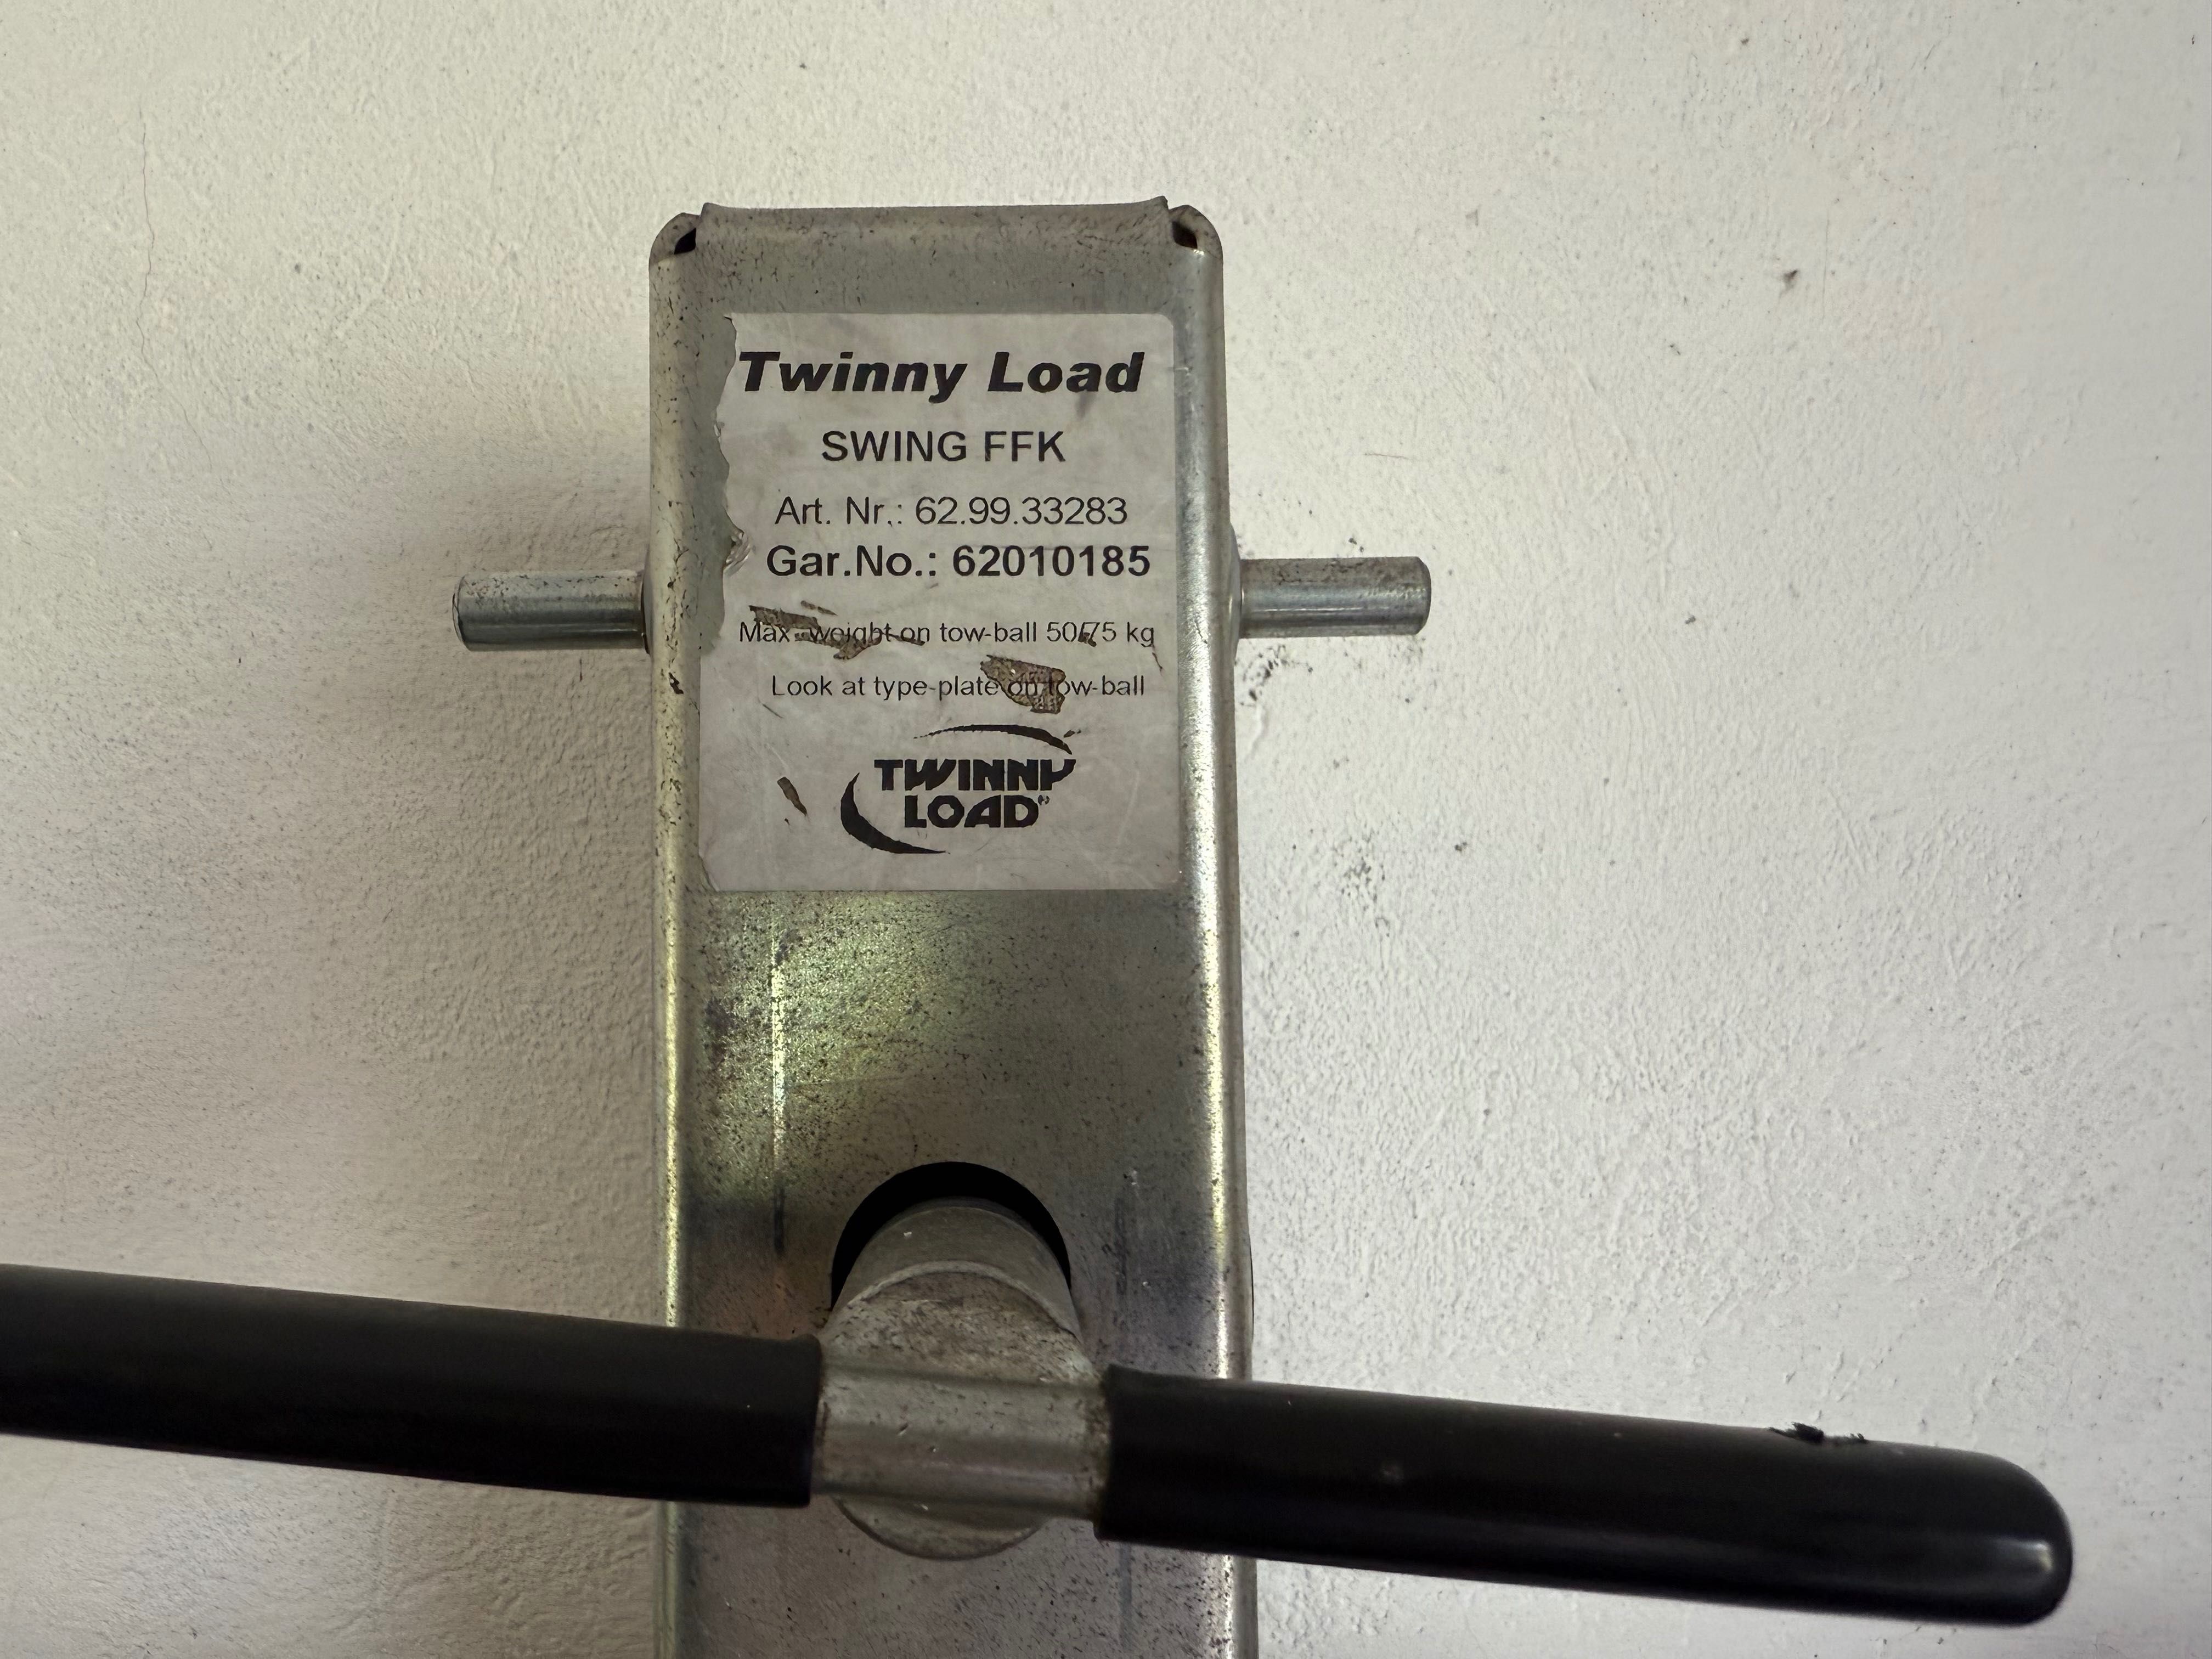 Twinny Load
SWING FFK
Art. Nr.: 62.99.33283
Gar.No.: 62010185
Max. weight on tow-ball 50/75 kg
Look at type-plate on tow-ball
TWINNY
LOAD®